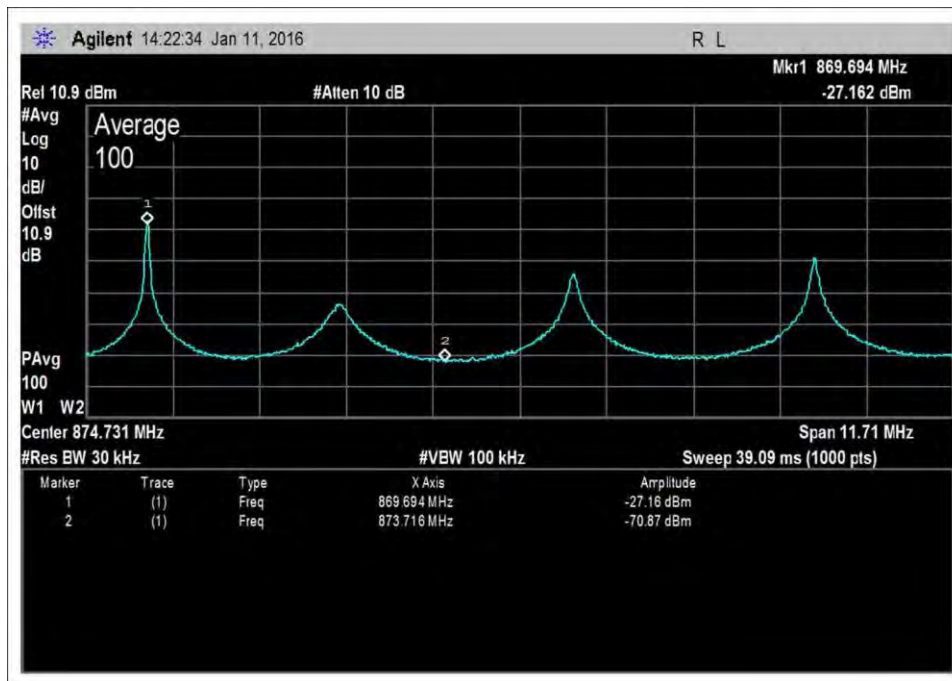 Agilent 14:22:34 Jan 11, 2016 R L
Mkr1 869.694 MHz
Rel 10.9 dBm #Atten 10 dB -27.162 dBm
#Avg
Log
10
dB/
Offst
10.9
dB
Average
100
1
2
PAvg
100
W1 W2
Center 874.731 MHz Span 11.71 MHz
#Res BW 30 kHz #VBW 100 kHz Sweep 39.09 ms (1000 pts)
Marker Trace Type X Axis Amplitude
1 (1) Freq 869.694 MHz -27.16 dBm
2 (1) Freq 873.716 MHz -70.87 dBm